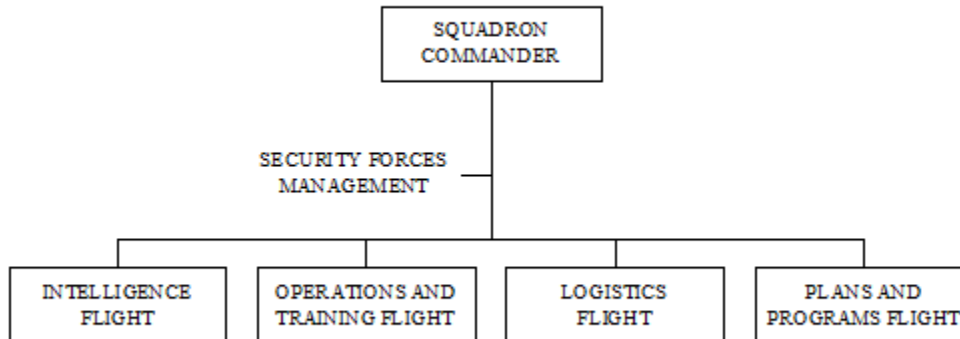 SQUADRON
COMMANDER
SECURITY FORCES
MANAGEMENT
INTELLIGENCE
FLIGHT
OPERATIONS AND
TRAINING FLIGHT
LOGISTICS
FLIGHT
PLANS AND
PROGRAMS FLIGHT